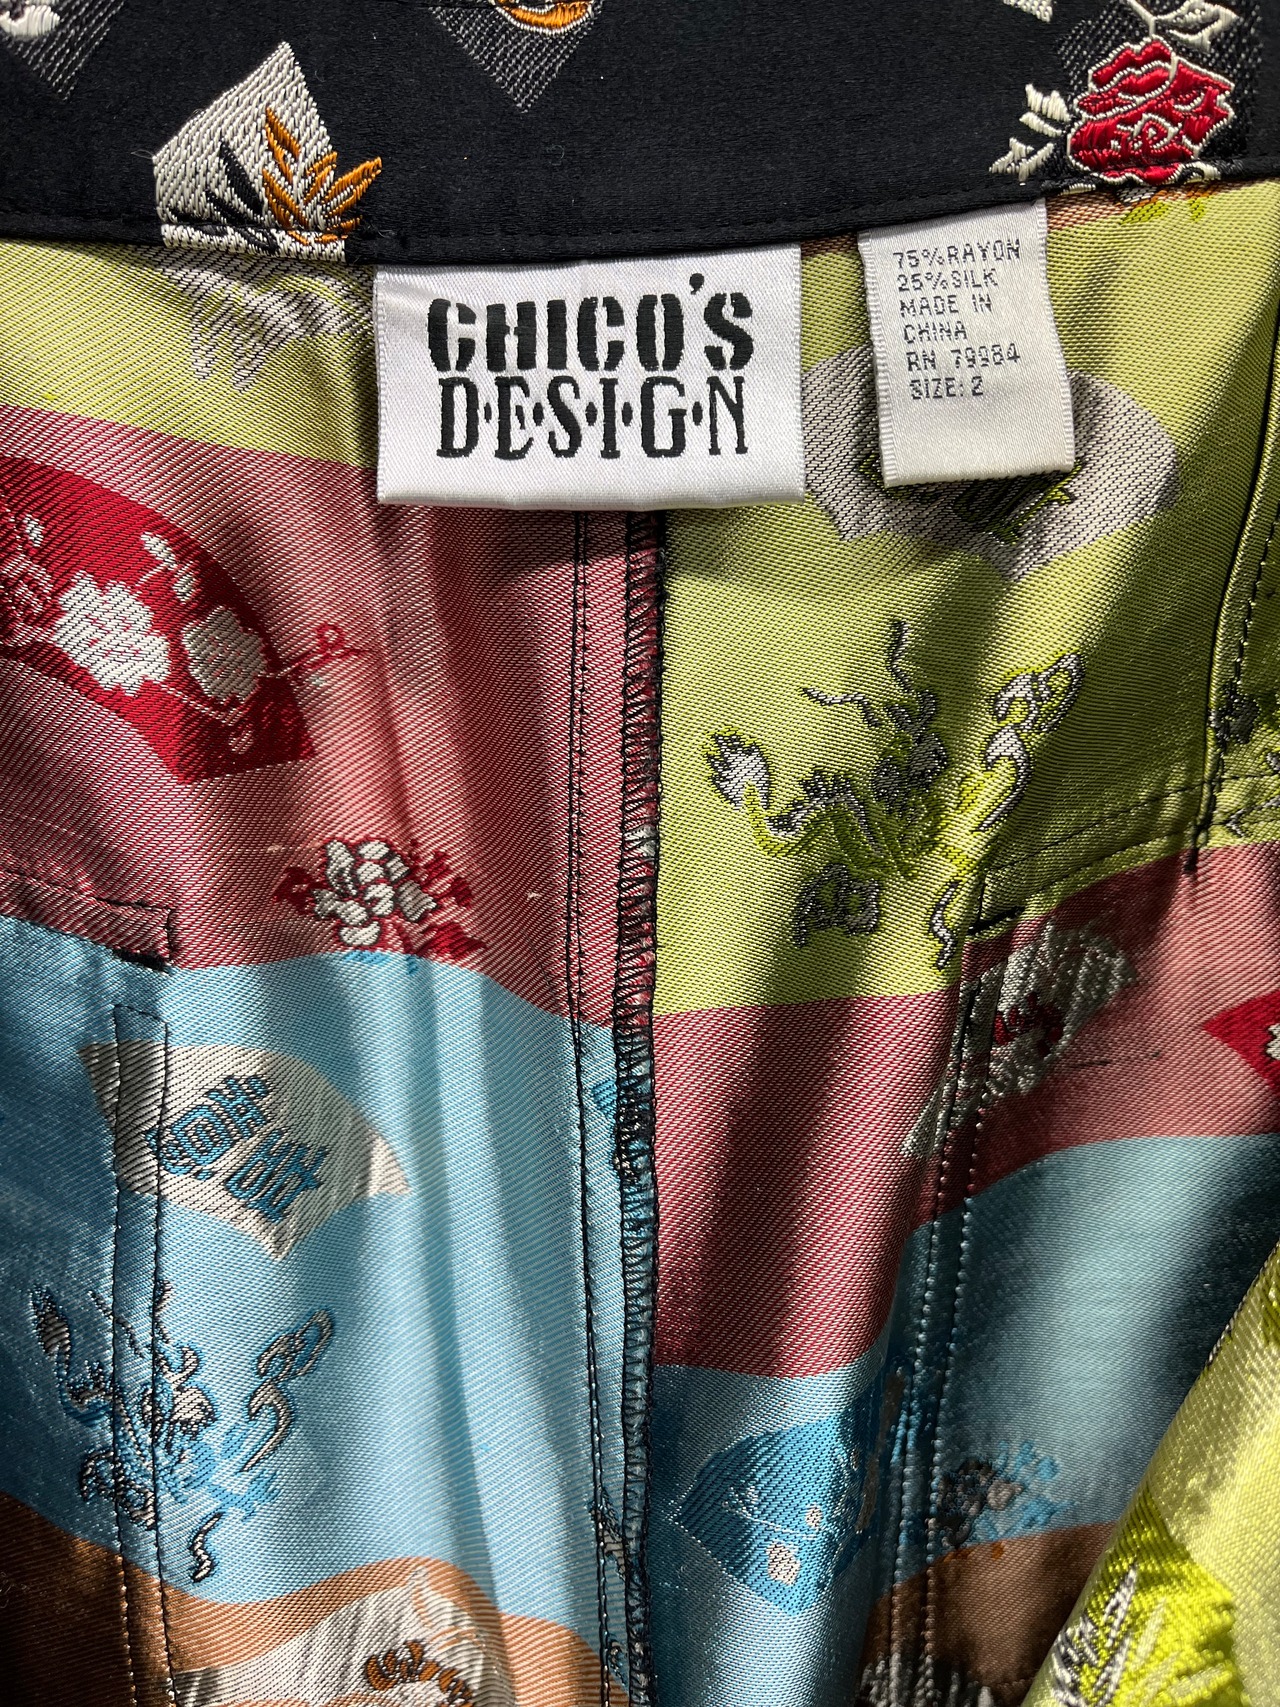 CHICO'S
D·E·S·I·G·N
75%RAYON
25%SILK
MADE IN
CHINA
RN 79984
SIZE: 2